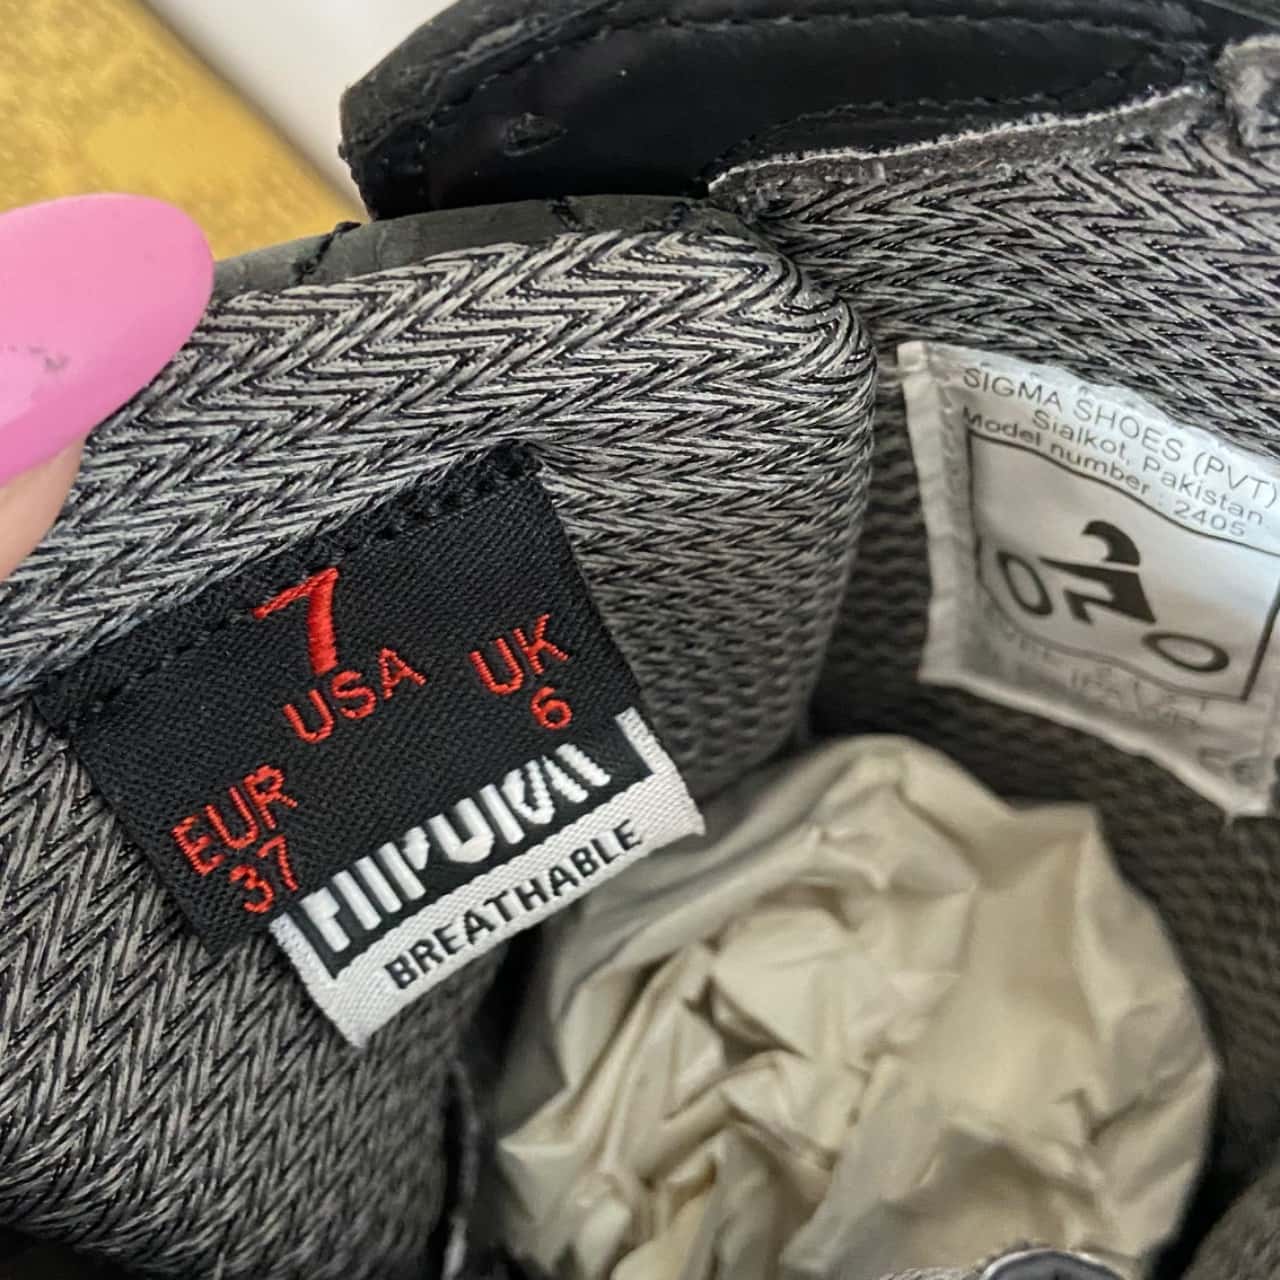 7
USA
UK
6
EUR
37
BREATHABLE
SIGMA SHOES (PVT)
Sialkot, Pakistan
Model number : 2405